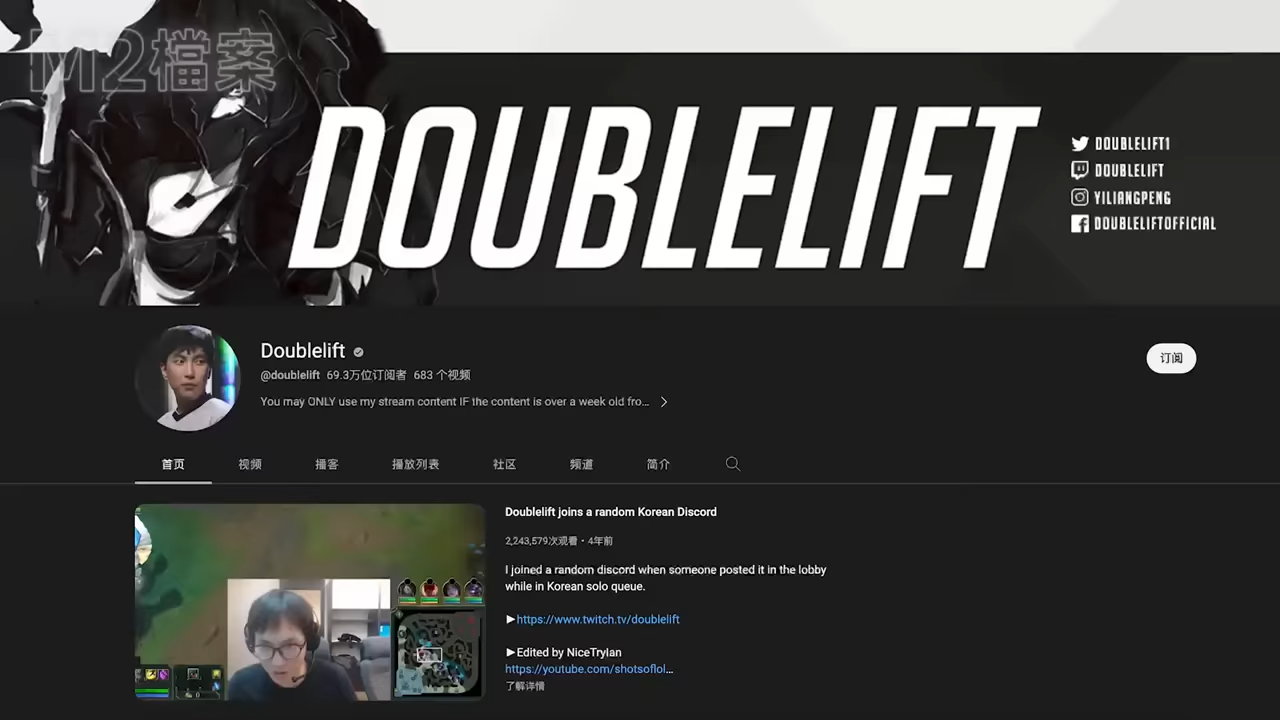 M2檔案
DOUBLELIFT
DOUBLELIFT1
DOUBLELIFT
YILIANGPENG
DOUBLELIFTOFFICIAL
Doublelift
@doublelift 69.3万位订阅者 683 个视频
You may ONLY use my stream content IF the content is over a week old fro...
订阅
首页 视频 播客 播放列表 社区 频道 简介
Doublelift joins a random Korean Discord
2,243,579次观看・4年前
I joined a random discord when someone posted it in the lobby
while in Korean solo queue.
►https://www.twitch.tv/doublelift
►Edited by NiceTryIan
https://youtube.com/shotsoflol...
了解详情